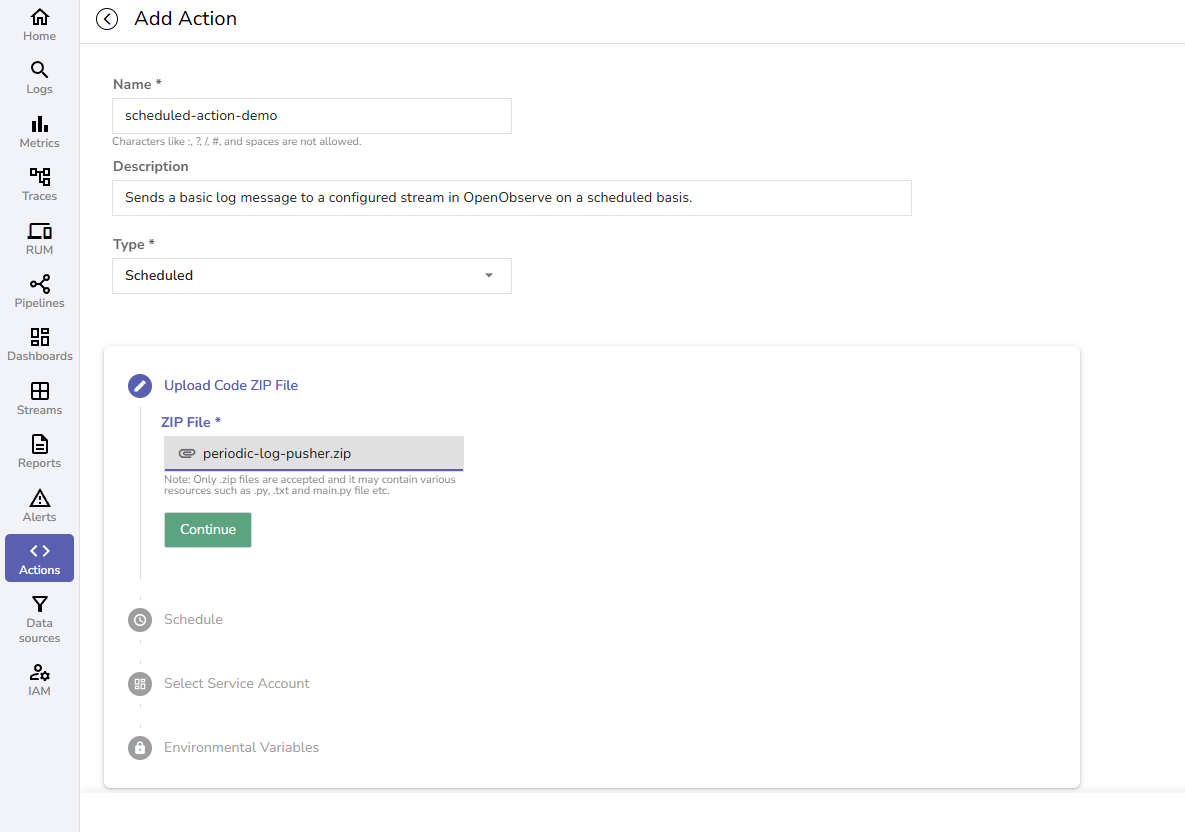 Home
Logs
Metrics
Traces
RUM
Pipelines
Dashboards
Streams
Reports
Alerts
Actions
Data
sources
IAM
Add Action
Name *
scheduled-action-demo
Characters like :, ?, /, #, and spaces are not allowed.
Description
Sends a basic log message to a configured stream in OpenObserve on a scheduled basis.
Type *
Scheduled
Upload Code ZIP File
ZIP File *
periodic-log-pusher.zip
Note: Only .zip files are accepted and it may contain various
resources such as .py, .txt and main.py file etc.
Continue
Schedule
Select Service Account
Environmental Variables